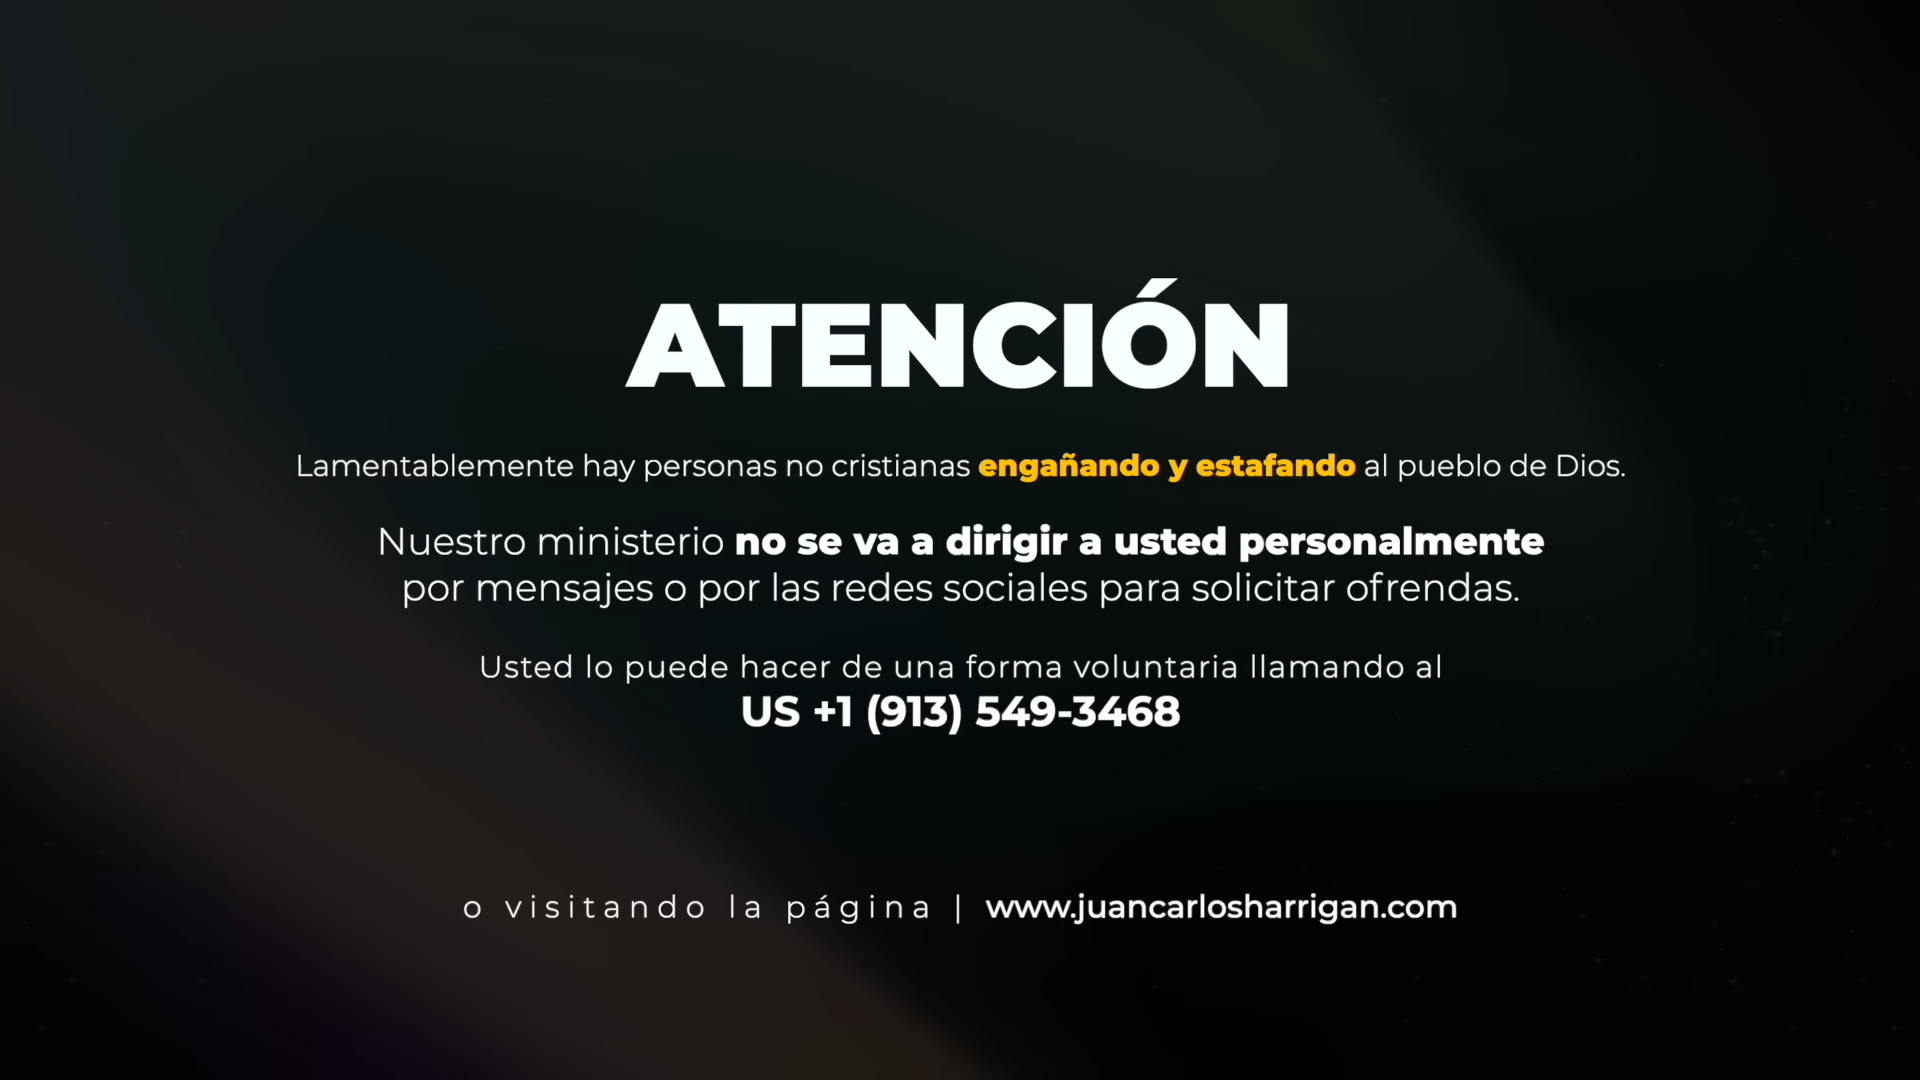 ATENCIÓN
Lamentablemente hay personas no cristianas engañando y estafando al pueblo de Dios.
Nuestro ministerio no se va a dirigir a usted personalmente
por mensajes o por las redes sociales para solicitar ofrendas.
Usted lo puede hacer de una forma voluntaria llamando al
US +1 (913) 549-3468
o visitando la página | www.juancarlosharrigan.com